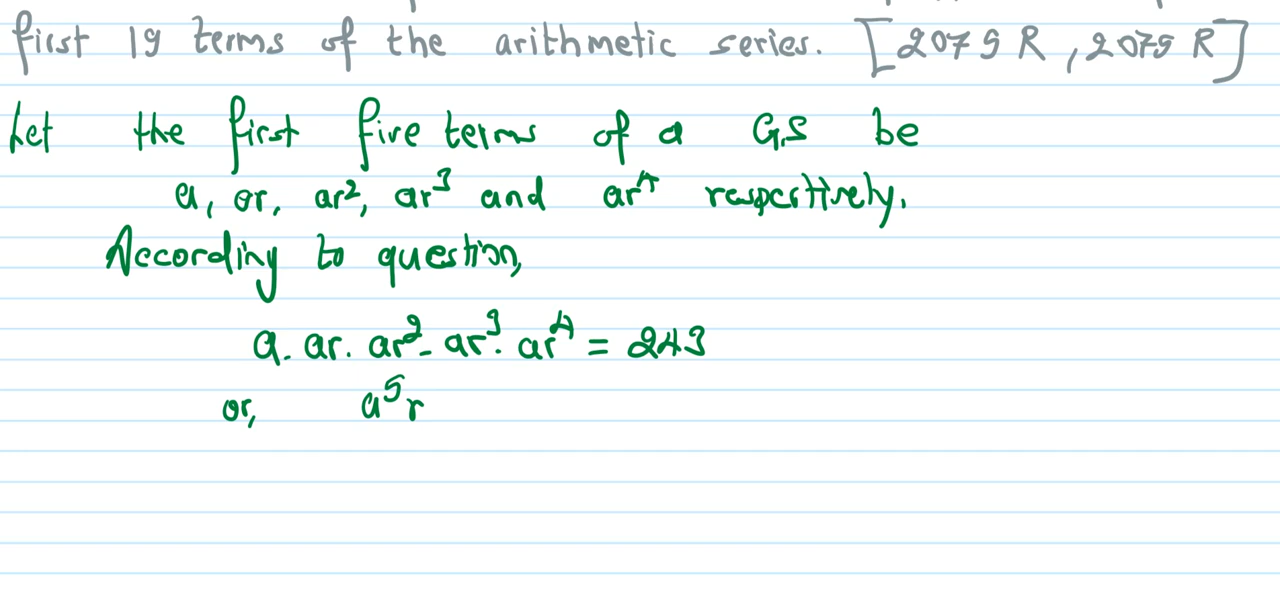 first 19 terms of the arithmetic series. [2079 R, 2075 R]
Let the first five terms of a G.S be
a, ar, ar², ar³ and ar⁴ respectively.
According to question,
a. ar. ar². ar³. ar⁴ = 243
or, a⁵r